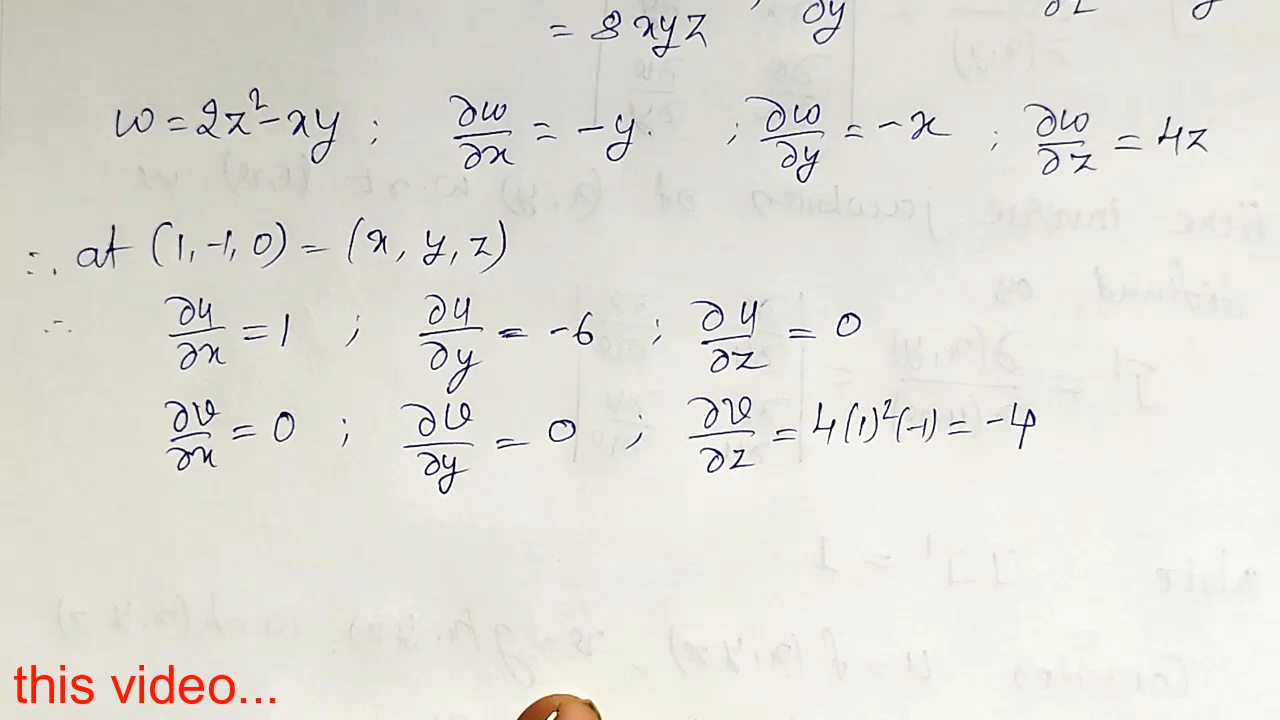 = 8xyz ∂y ∂z
w = 2z² - xy ; ∂w/∂x = -y. ; ∂w/∂y = -x ; ∂w/∂z = 4z
∴ at (1,-1,0) = (x, y, z)
∴ ∂u/∂x = 1 ; ∂u/∂y = -6 ; ∂u/∂z = 0
∂v/∂x = 0 ; ∂v/∂y = 0 ; ∂v/∂z = 4(1)²(-1) = -4
this video...